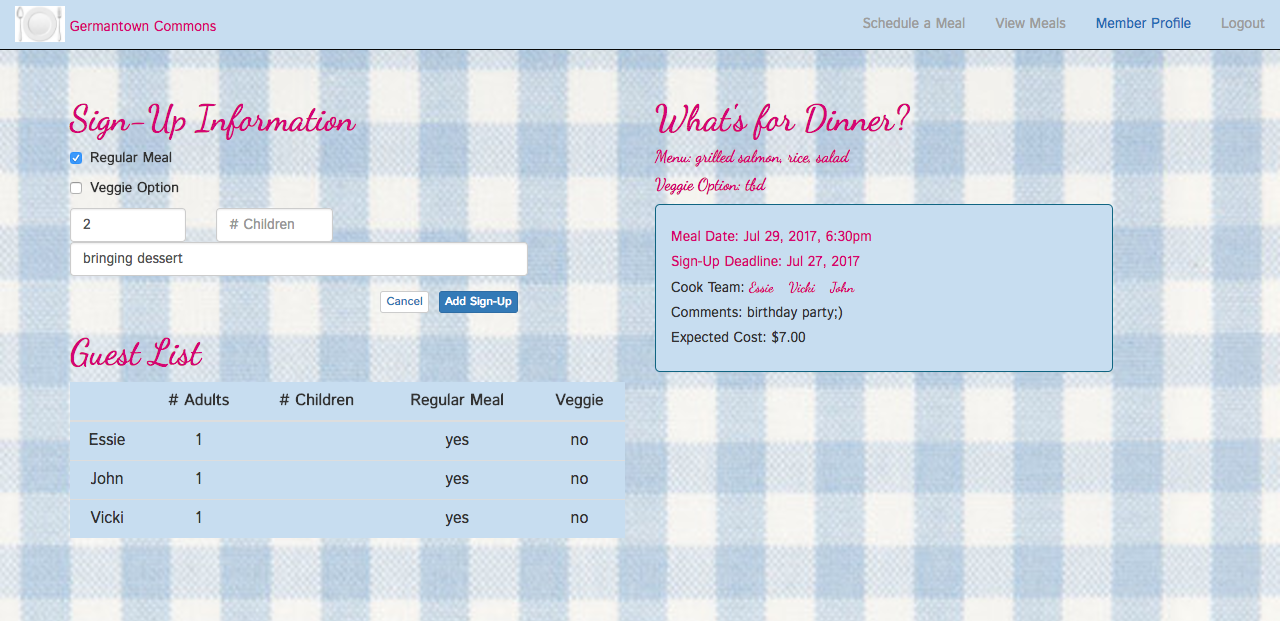 Germantown Commons
Schedule a Meal View Meals Member Profile Logout
Sign-Up Information
Regular Meal
Veggie Option
2 # Children
bringing dessert
Cancel Add Sign-Up
Guest List
# Adults # Children Regular Meal Veggie
Essie 1 yes no
John 1 yes no
Vicki 1 yes no
What's for Dinner?
Menu: grilled salmon, rice, salad
Veggie Option: tbd
Meal Date: Jul 29, 2017, 6:30pm
Sign-Up Deadline: Jul 27, 2017
Cook Team: Essie Vicki John
Comments: birthday party;)
Expected Cost: $7.00